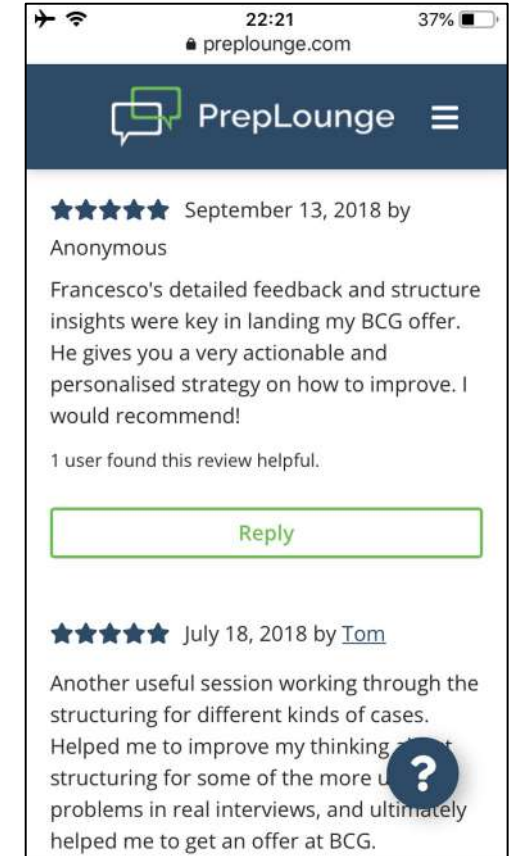 22:21
37%
preplounge.com
PrepLounge
September 13, 2018 by
Anonymous
Francesco's detailed feedback and structure
insights were key in landing my BCG offer.
He gives you a very actionable and
personalised strategy on how to improve. I
would recommend!
1 user found this review helpful.
Reply
July 18, 2018 by Tom
Another useful session working through the
structuring for different kinds of cases.
Helped me to improve my thinking
structuring for some of the more
?
problems in real interviews, and ultimately
helped me to get an offer at BCG.